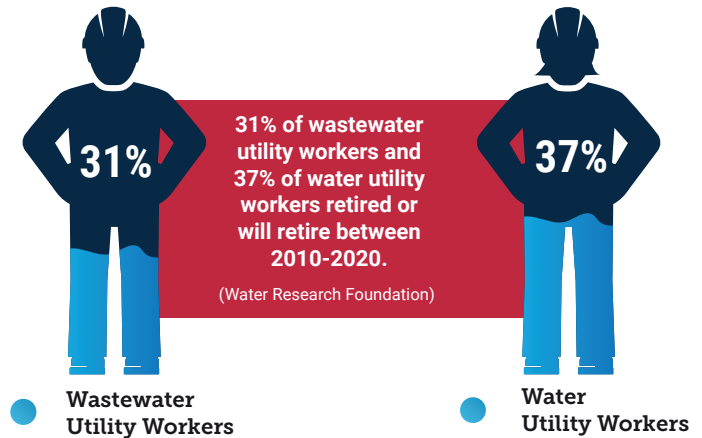 31%
31% of wastewater
utility workers and
37% of water utility
workers retired or
will retire between
2010-2020.
(Water Research Foundation)
37%
Wastewater
Utility Workers
Water
Utility Workers